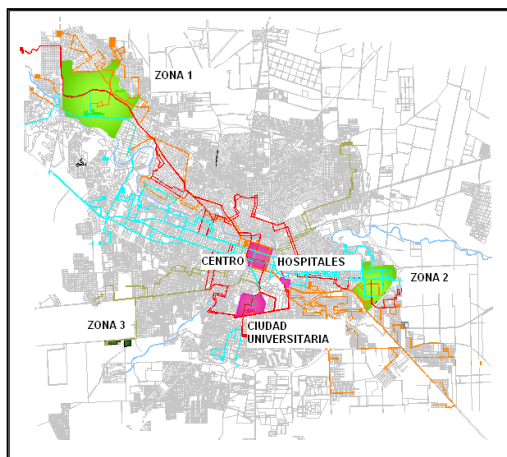 ZONA 1
CENTRO
HOSPITALES
ZONA 2
ZONA 3
CIUDAD
UNIVERSITARIA